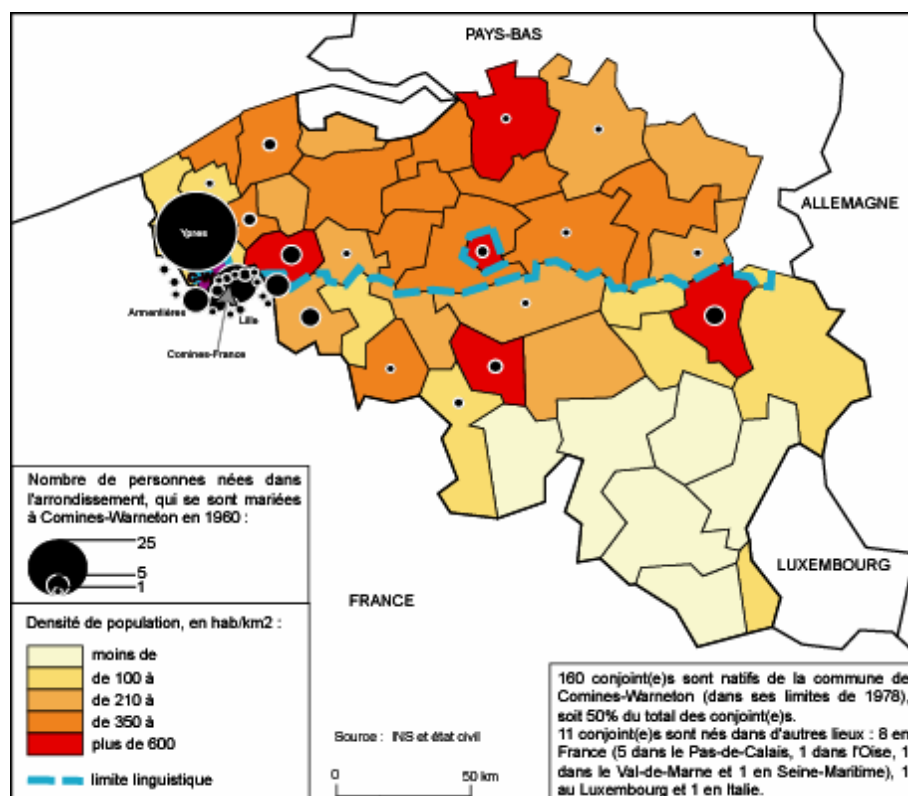 PAYS-BAS
ALLEMAGNE
Ypres
Armentières
Lille
Comines-France
LUXEMBOURG
FRANCE
Nombre de personnes nées dans
l'arrondissement, qui se sont mariées
à Comines-Warneton en 1960 :
25
5
1
Densité de population, en hab/km2 :
moins de
de 100 à
de 210 à
de 350 à
plus de 600
limite linguistique
Source : INS et état civil
0 50 km
160 conjoint(e)s sont natifs de la commune de
Comines-Warneton (dans ses limites de 1978),
soit 50% du total des conjoint(e)s.
11 conjoint(e)s sont nés dans d'autres lieux : 8 en
France (5 dans le Pas-de-Calais, 1 dans l'Oise, 1
dans le Val-de-Marne et 1 en Seine-Maritime), 1
au Luxembourg et 1 en Italie.